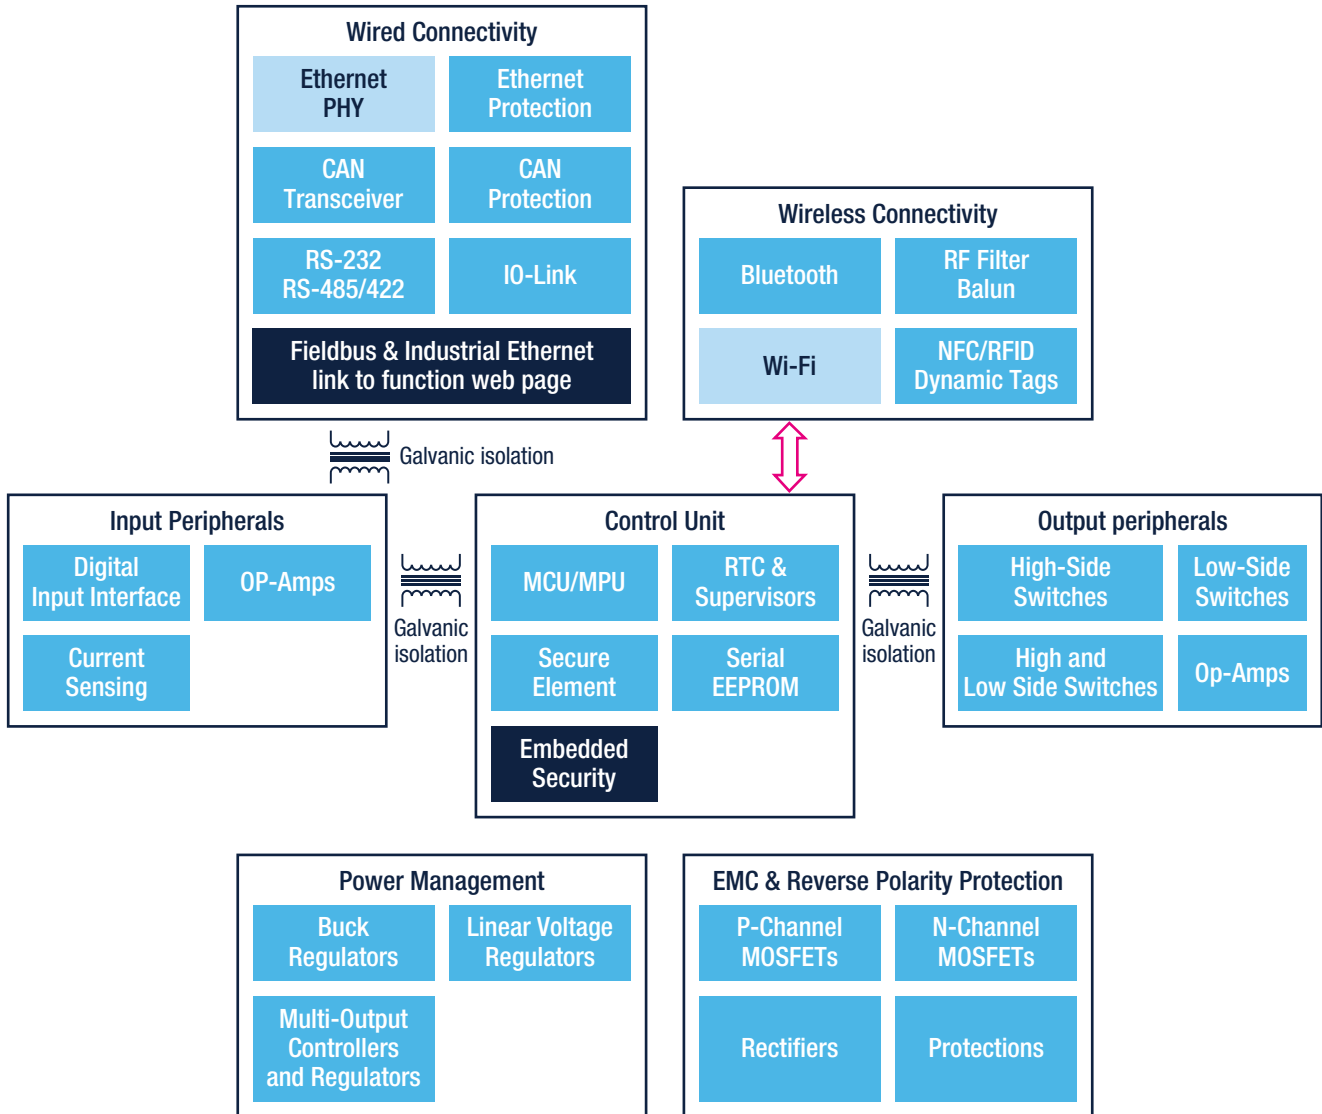 Wired Connectivity
Ethernet
PHY
Ethernet
Protection
CAN
Transceiver
CAN
Protection
RS-232
RS-485/422
IO-Link
Fieldbus & Industrial Ethernet
link to function web page
Wireless Connectivity
Bluetooth
RF Filter
Balun
Wi-Fi
NFC/RFID
Dynamic Tags
Galvanic isolation
Input Peripherals
Digital
Input Interface
OP-Amps
Current
Sensing
Galvanic
isolation
Control Unit
MCU/MPU
RTC &
Supervisors
Secure
Element
Serial
EEPROM
Embedded
Security
Galvanic
isolation
Output peripherals
High-Side
Switches
Low-Side
Switches
High and
Low Side Switches
Op-Amps
Power Management
Buck
Regulators
Linear Voltage
Regulators
Multi-Output
Controllers
and Regulators
EMC & Reverse Polarity Protection
P-Channel
MOSFETs
N-Channel
MOSFETs
Rectifiers
Protections